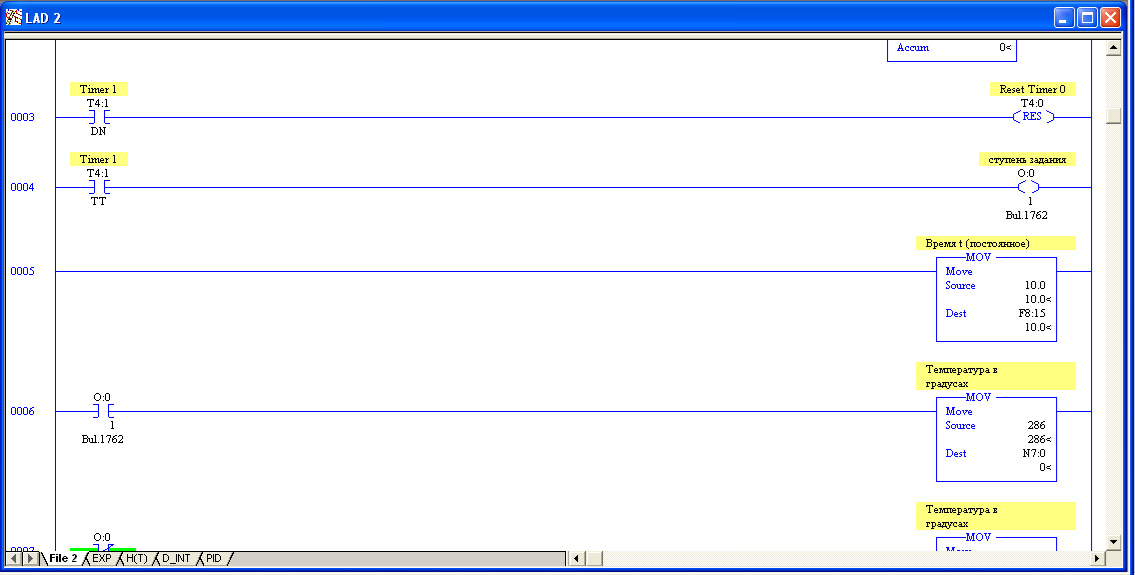 LAD 2
Accum 0<
Timer 1
T4:1
DN
Reset Timer 0
T4:0
RES
0003
Timer 1
T4:1
TT
ступень задания
O:0
1
Bul.1762
0004
Время t (постоянное)
MOV
Move
Source 10.0
10.0<
Dest F8:15
10.0<
0005
Температура в
градусах
O:0
1
Bul.1762
MOV
Move
Source 286
286<
Dest N7:0
0<
0006
Температура в
градусах
O:0
MOV
Move
0007
File 2 EXP H(T) D_INT PID